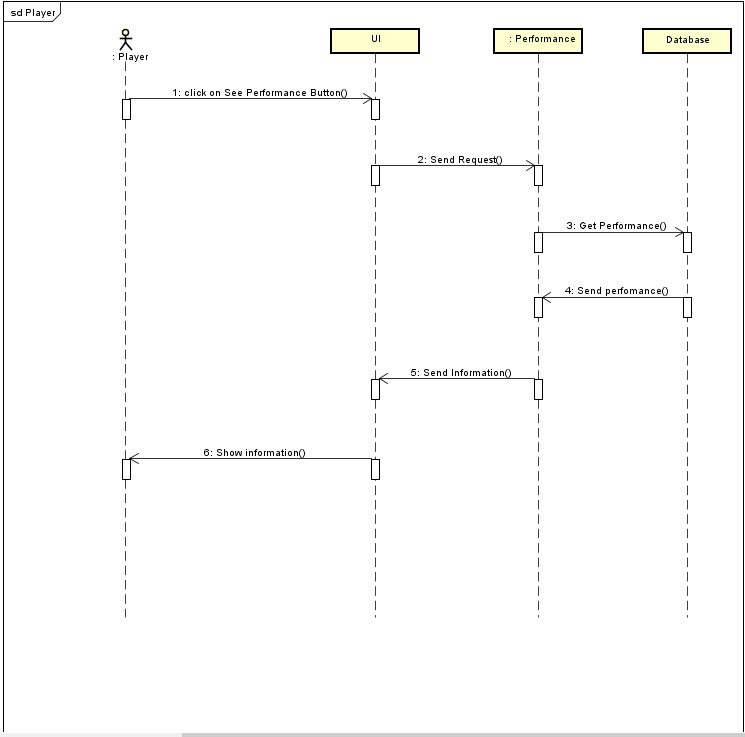 sd Player
: Player
UI
: Performance
Database
1: click on See Performance Button()
2: Send Request()
3: Get Performance()
4: Send perfomance()
5: Send Information()
6: Show information()